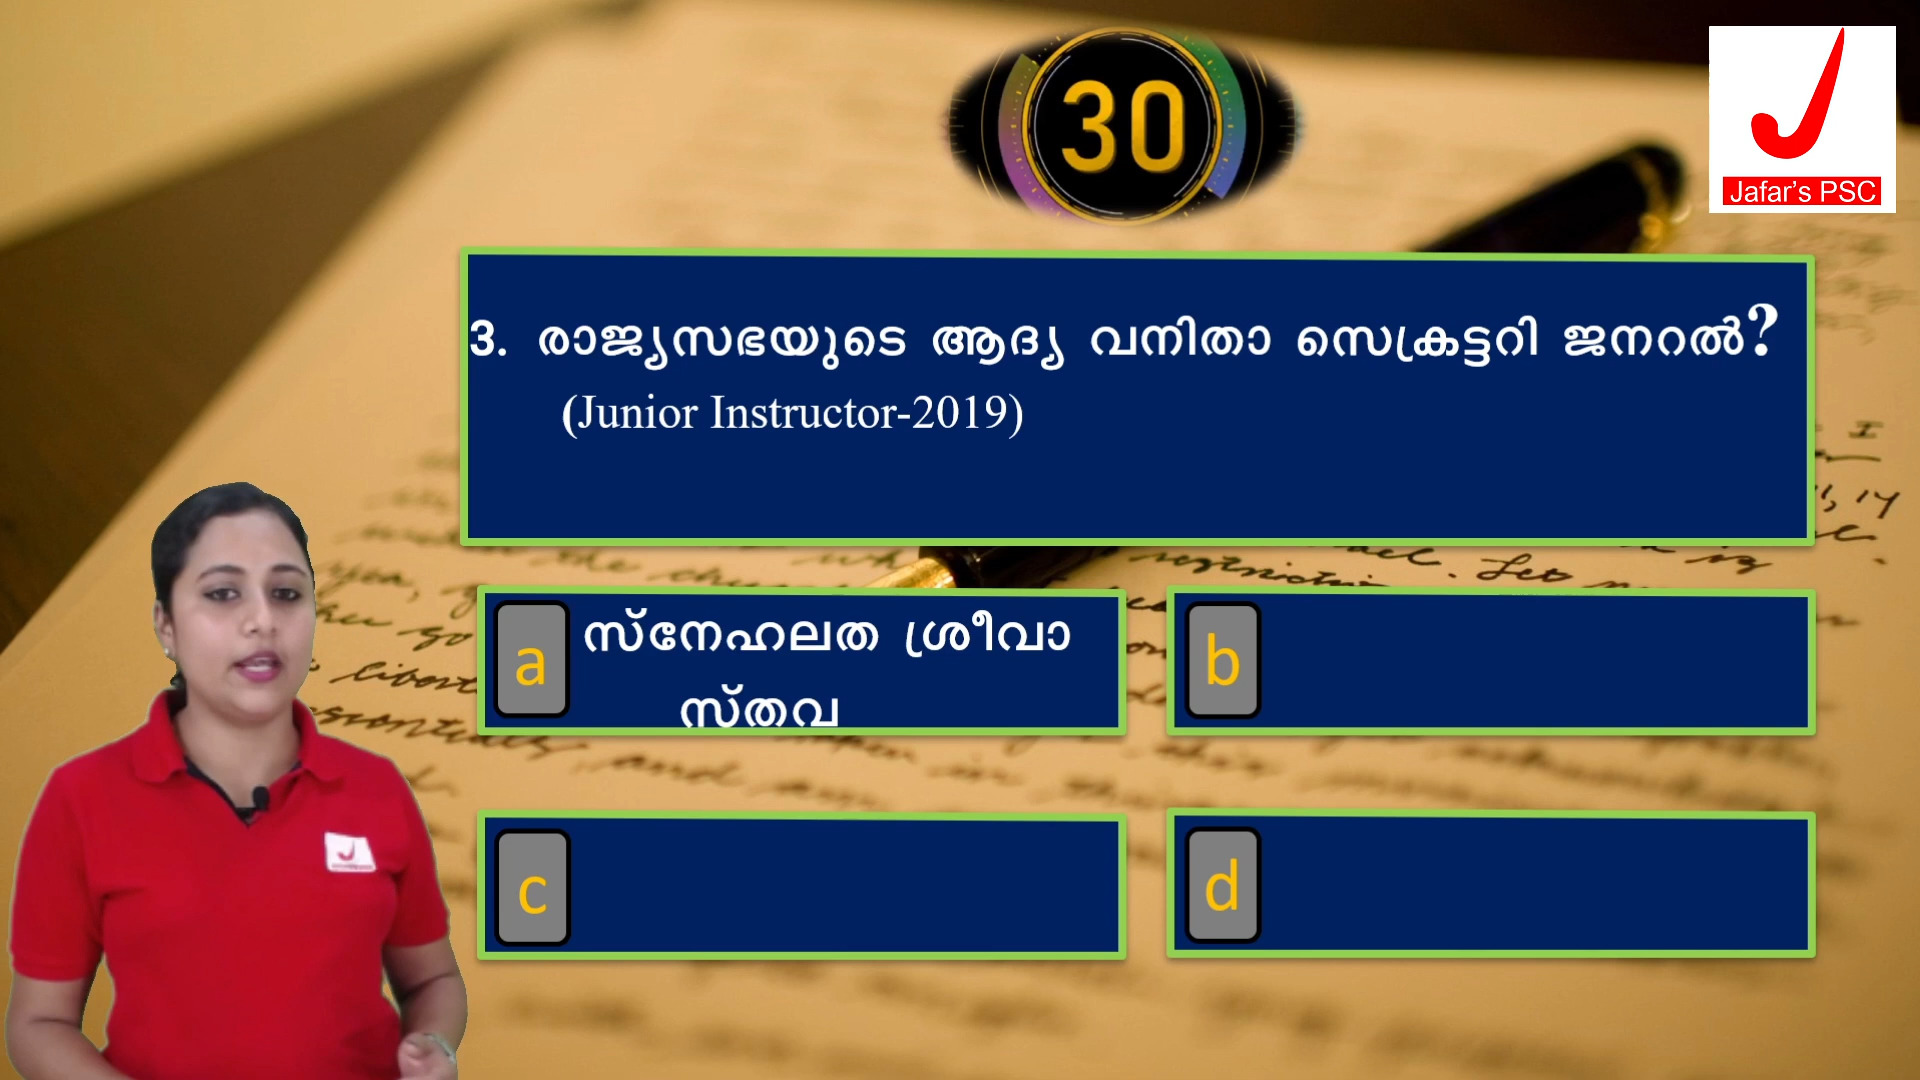 30
Jafar's PSC
3. രാജ്യസഭയുടെ ആദ്യ വനിതാ സെക്രട്ടറി ജനറൽ?
(Junior Instructor-2019)
a സ്നേഹലത ശ്രീവാ
സ്തവ
b
c
d